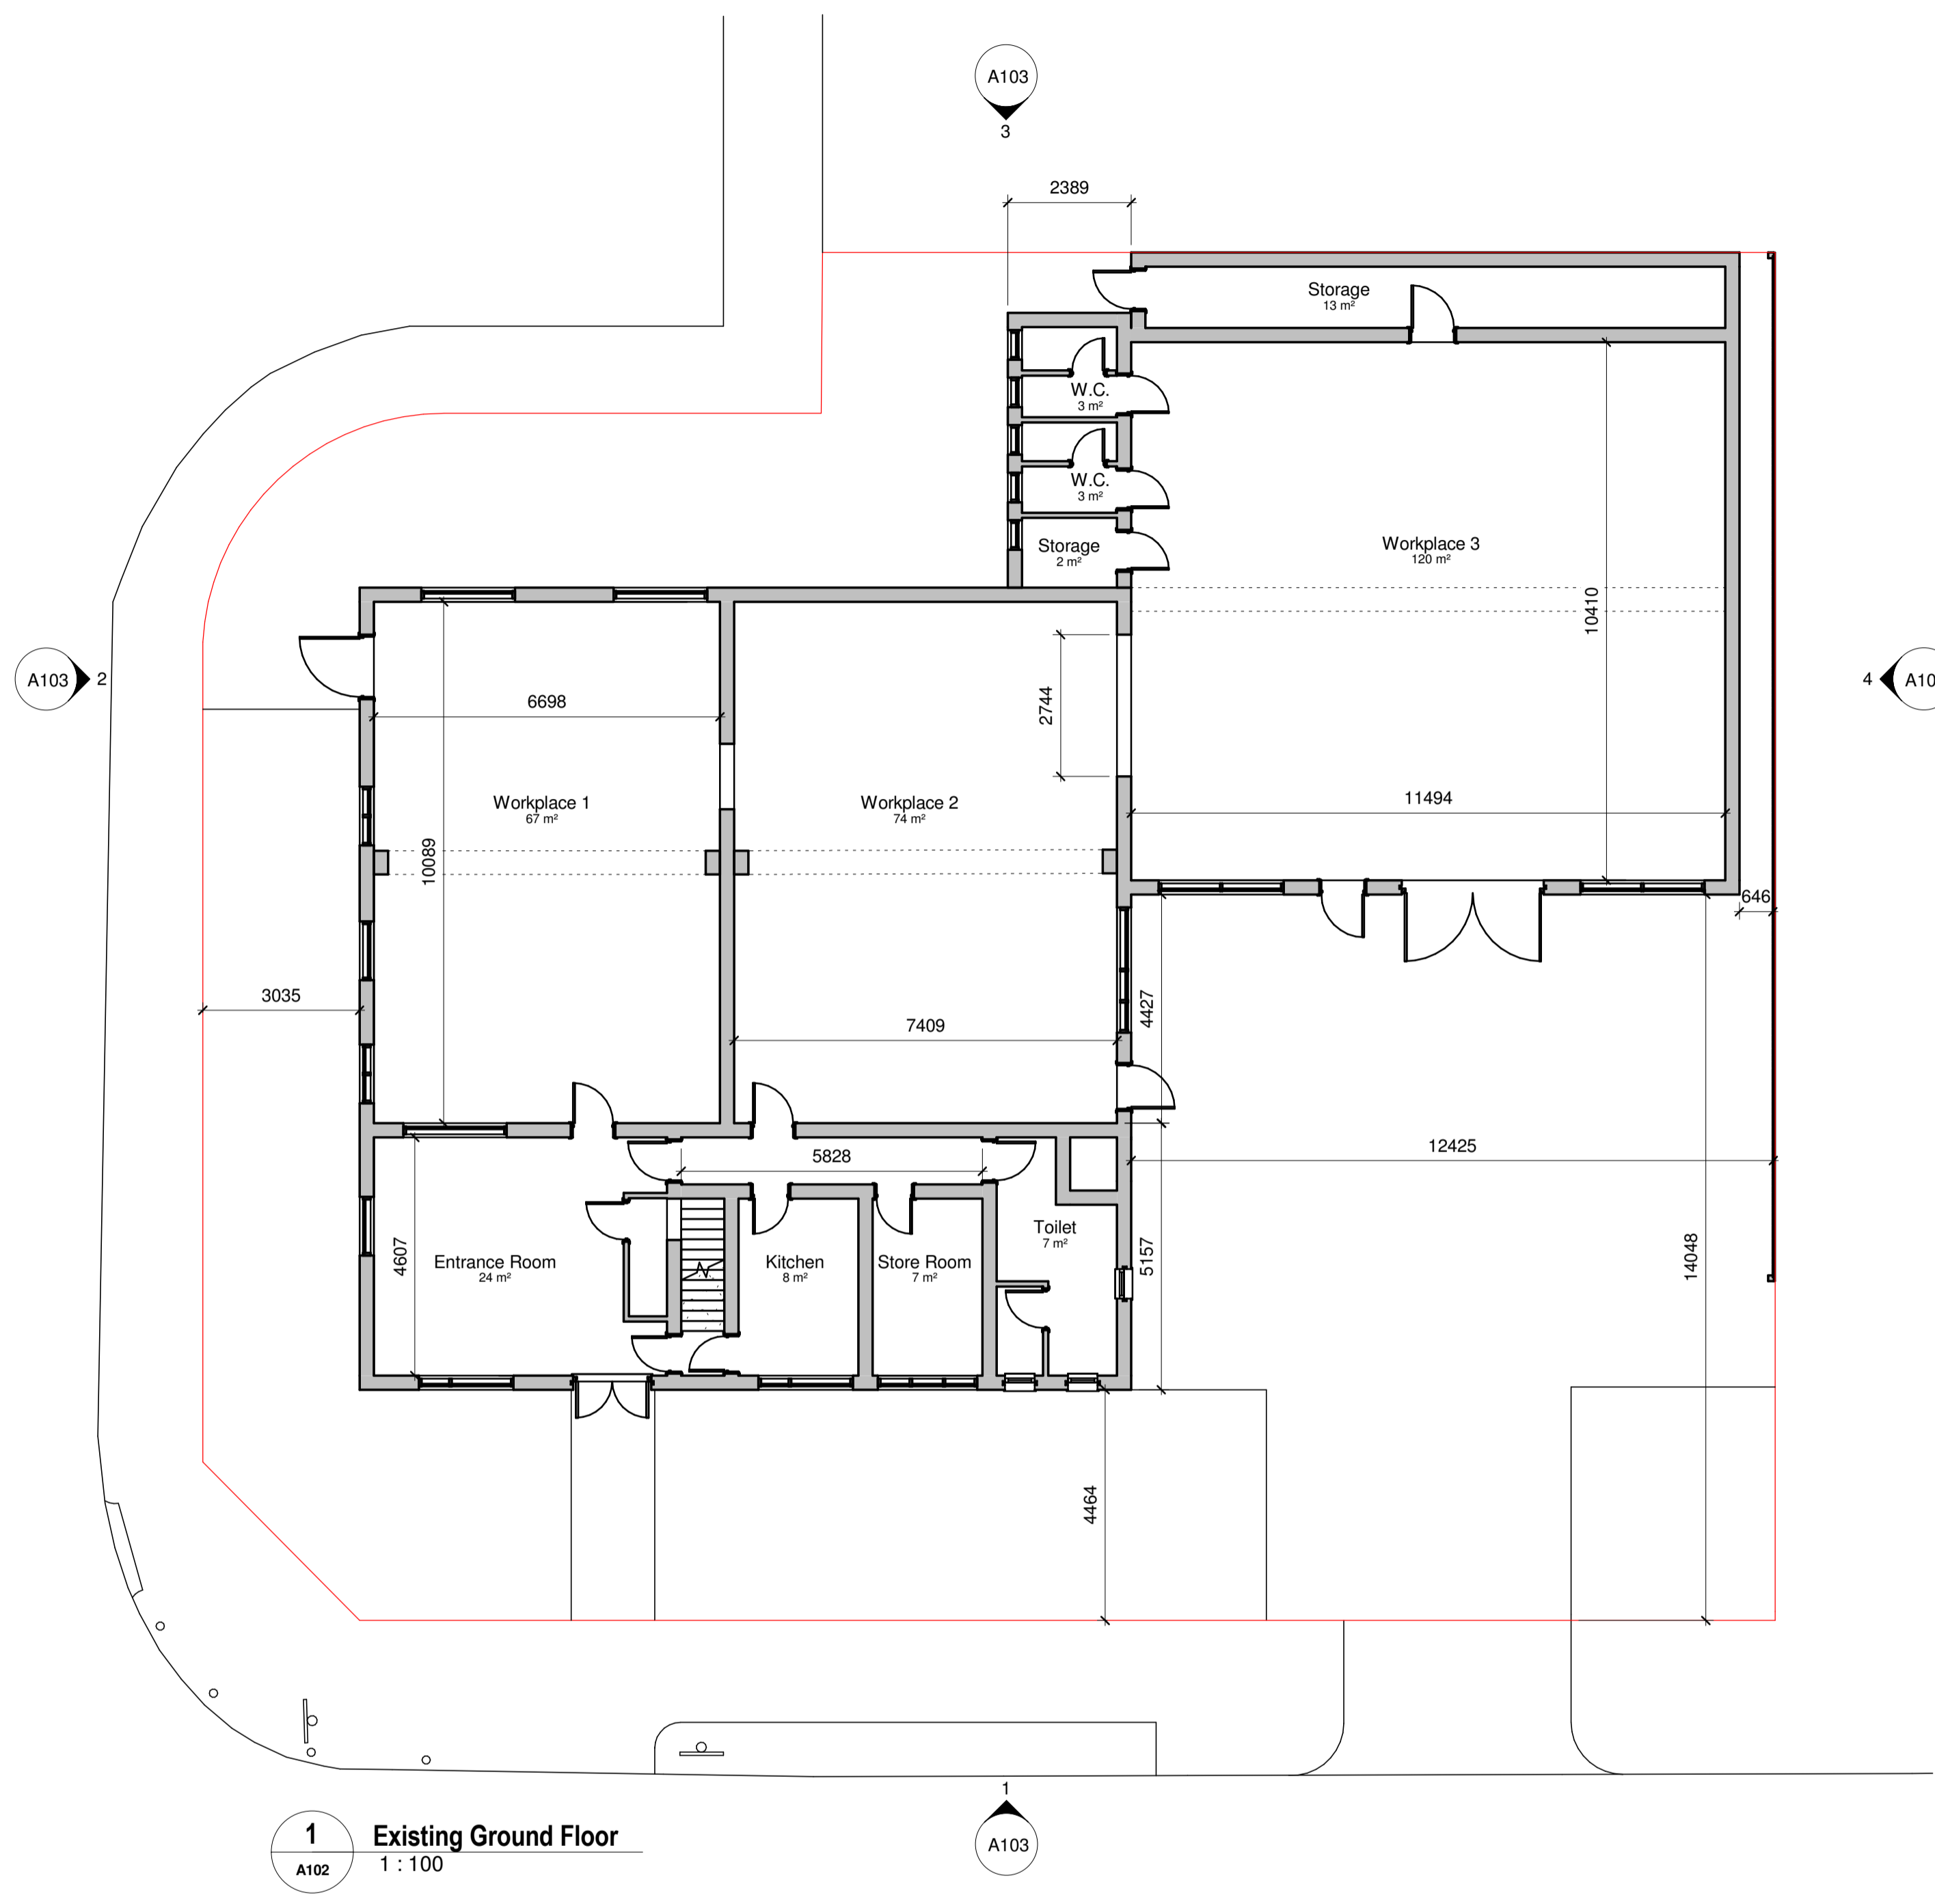 A103
3
2389
Storage
13 m²
W.C.
3 m²
W.C.
3 m²
Storage
2 m²
Workplace 3
120 m²
10410
A103
2
4
A10
6698
2744
Workplace 1
67 m²
Workplace 2
74 m²
11494
10089
646
3035
4427
7409
12425
5828
4607
Entrance Room
24 m²
Kitchen
8 m²
Store Room
7 m²
Toilet
7 m²
5157
14048
4464
1
A103
1
A102
Existing Ground Floor
1 : 100